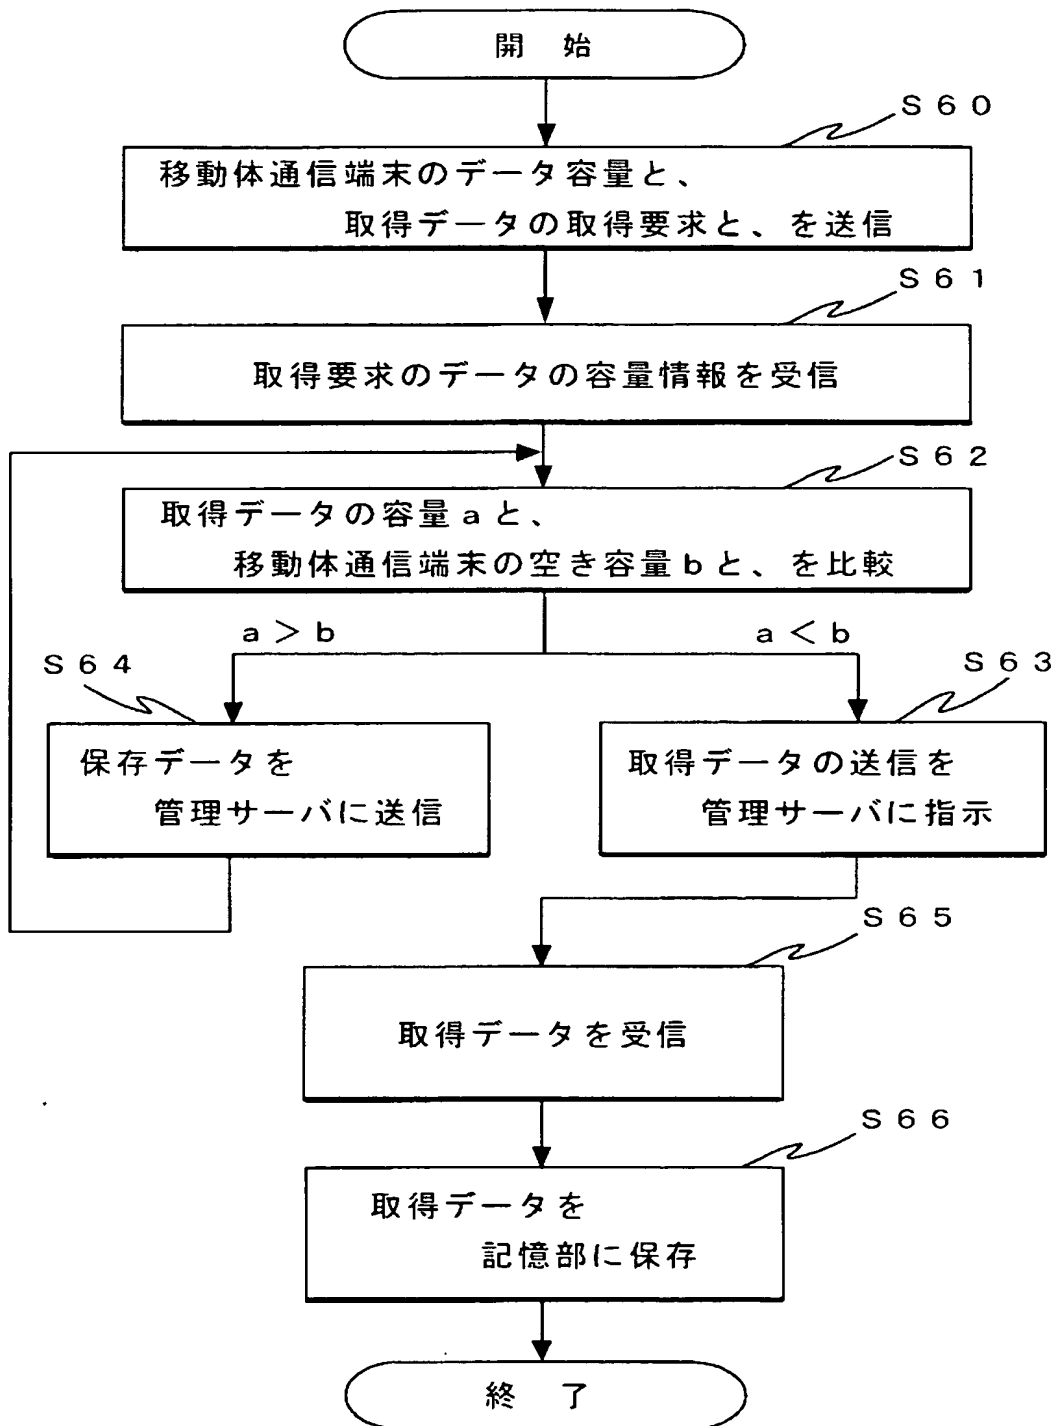 開 始
S60
移動体通信端末のデータ容量と、
取得データの取得要求と、を送信
S61
取得要求のデータの容量情報を受信
S62
取得データの容量aと、
移動体通信端末の空き容量bと、を比較
a>b
a<b
S64
S63
保存データを
管理サーバに送信
取得データの送信を
管理サーバに指示
S65
取得データを受信
S66
取得データを
記憶部に保存
終 了